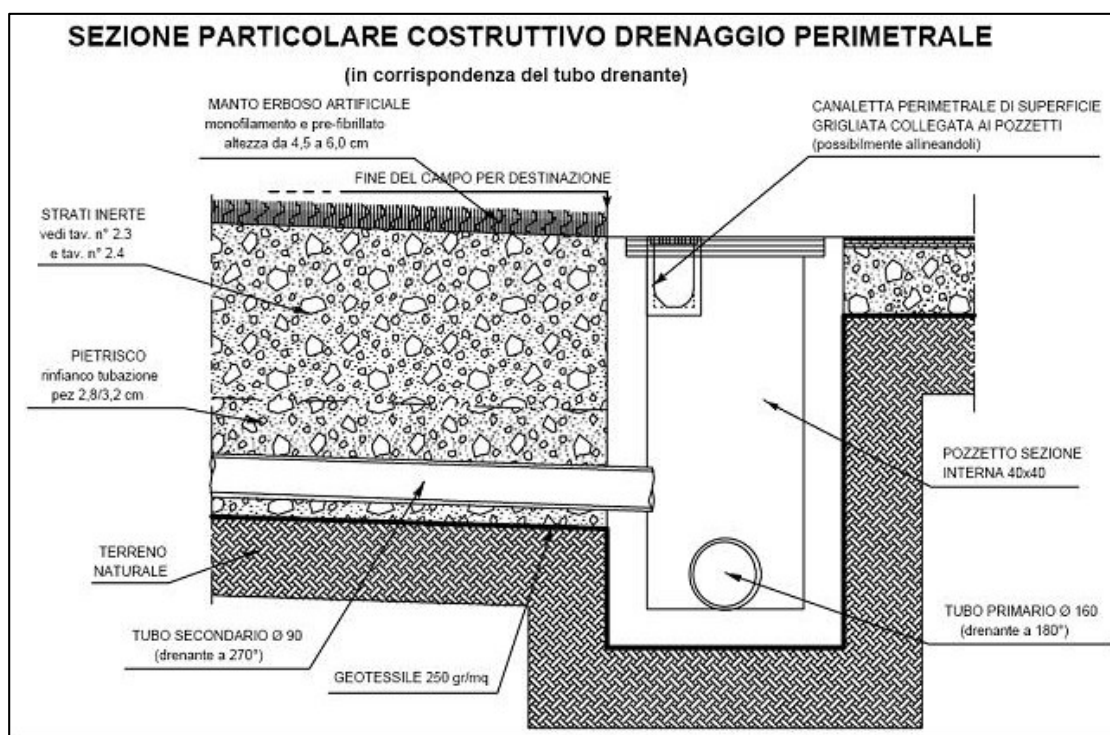 SEZIONE PARTICOLARE COSTRUTTIVO DRENAGGIO PERIMETRALE
(in corrispondenza del tubo drenante)
MANTO ERBOSO ARTIFICIALE
monofilamento e pre-fibrillato
altezza da 4,5 a 6,0 cm
CANALETTA PERIMETRALE DI SUPERFICIE
GRIGLIATA COLLEGATA AI POZZETTI
(possibilmente allineandoli)
FINE DEL CAMPO PER DESTINAZIONE
STRATI INERTE
vedi tav. n° 2.3
e tav. n° 2.4
PIETRISCO
rinfianco tubazione
pez 2,8/3,2 cm
POZZETTO SEZIONE
INTERNA 40x40
TERRENO
NATURALE
TUBO SECONDARIO Ø 90
(drenante a 270°)
GEOTESSILE 250 gr/mq
TUBO PRIMARIO Ø 160
(drenante a 180°)